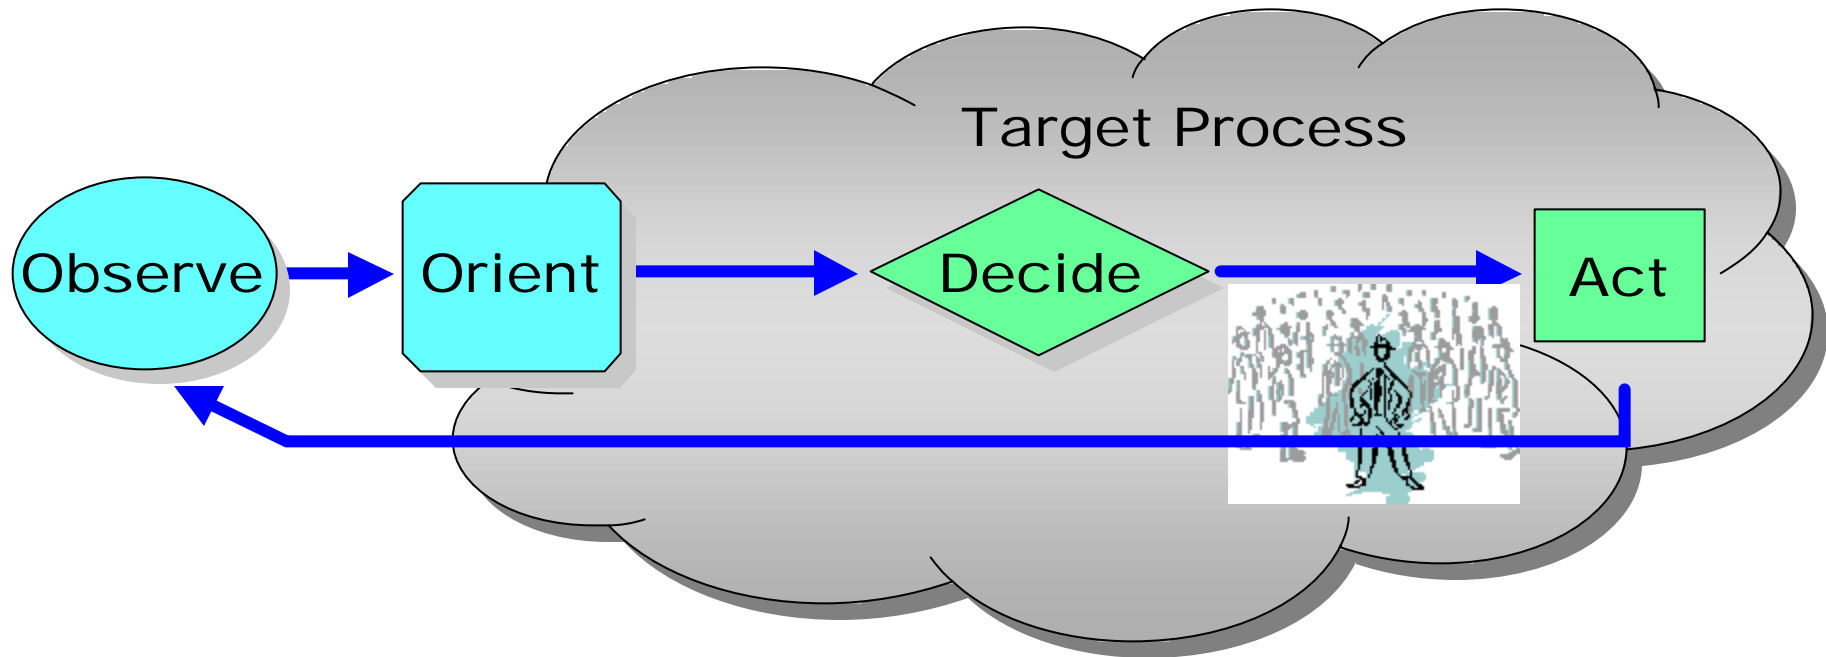 Target Process
Observe
Orient
Decide
Act